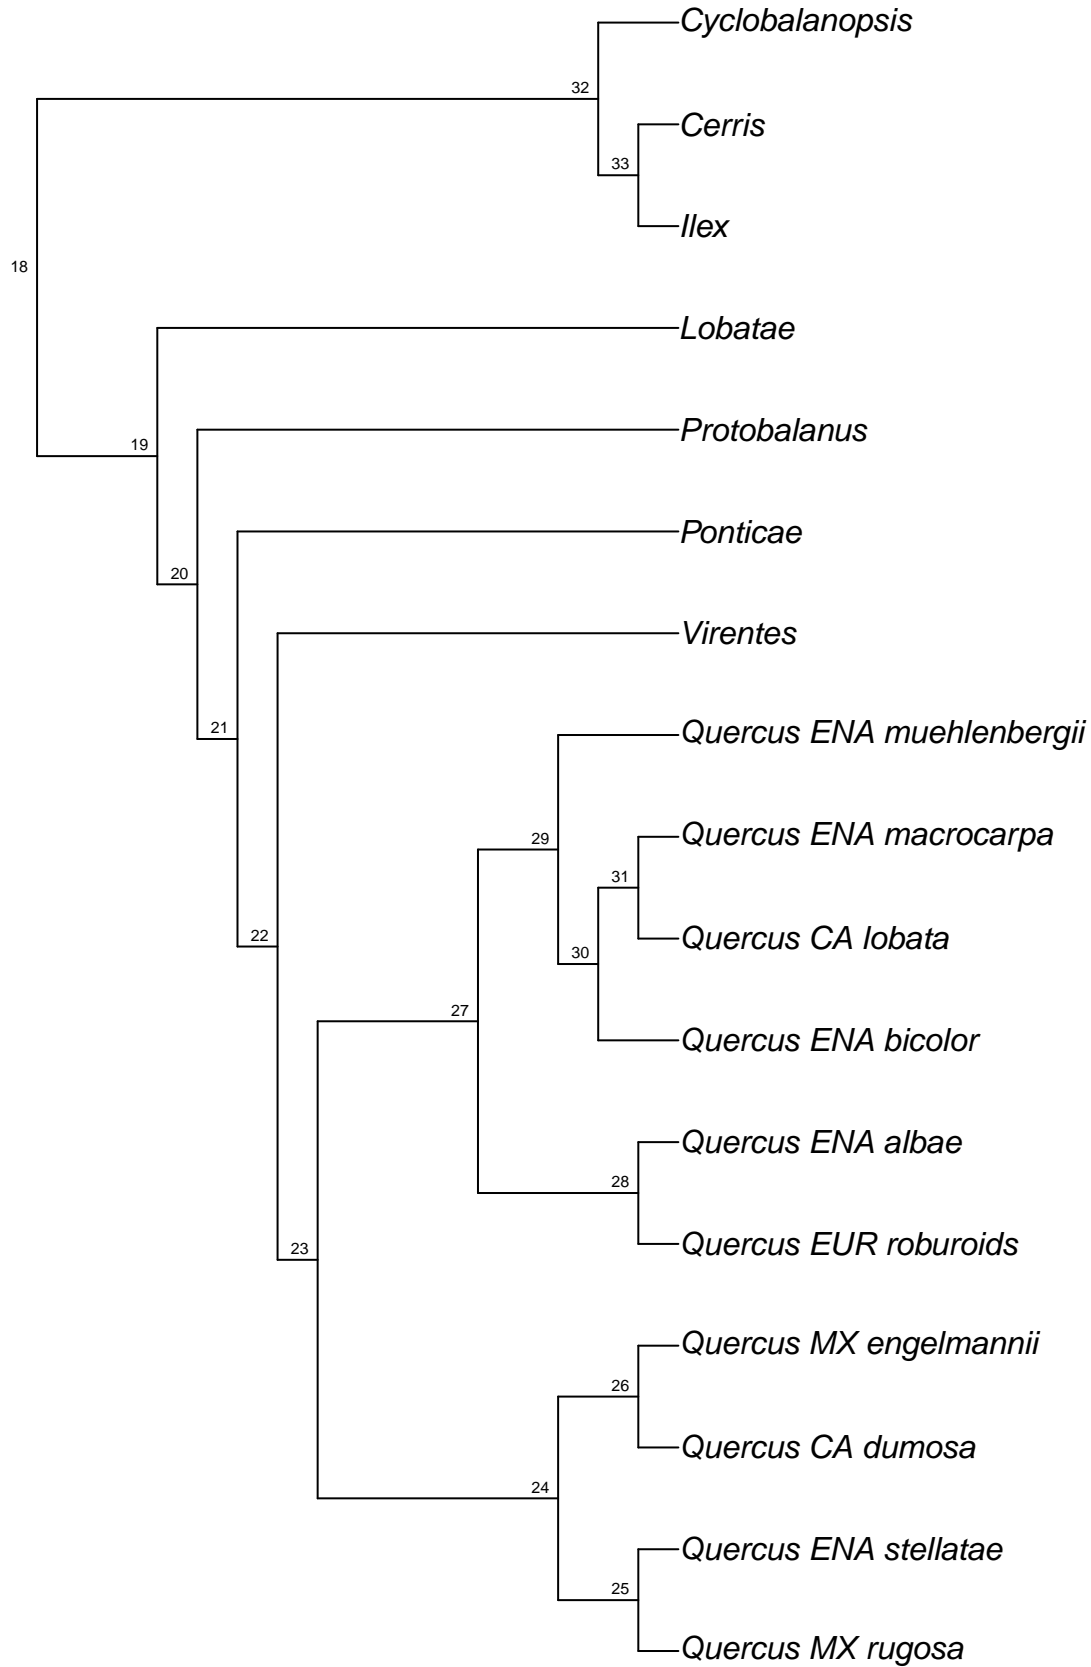 Cyclobalanopsis
32
Cerris
33
Ilex
18
Lobatae
Protobalanus
19
Ponticae
20
Virentes
21
Quercus ENA muehlenbergii
Quercus ENA macrocarpa
29
31
Quercus CA lobata
22
30
27
Quercus ENA bicolor
Quercus ENA albae
28
Quercus EUR roburoids
23
Quercus MX engelmannii
26
Quercus CA dumosa
24
Quercus ENA stellatae
25
Quercus MX rugosa